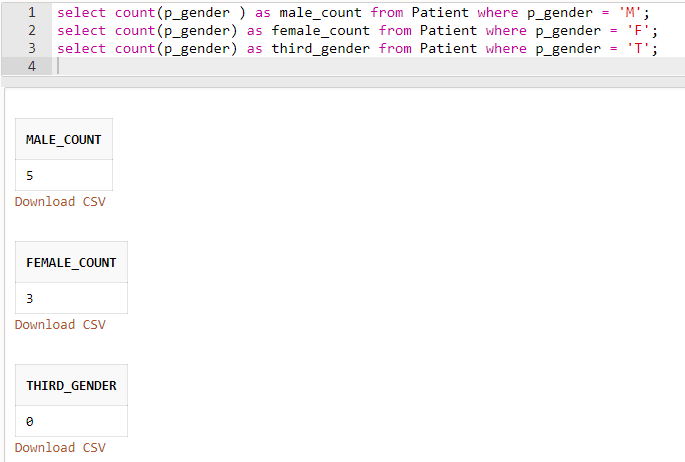 1 select count(p_gender ) as male_count from Patient where p_gender = 'M';
2 select count(p_gender) as female_count from Patient where p_gender = 'F';
3 select count(p_gender) as third_gender from Patient where p_gender = 'T';
4
MALE_COUNT
5
Download CSV
FEMALE_COUNT
3
Download CSV
THIRD_GENDER
0
Download CSV